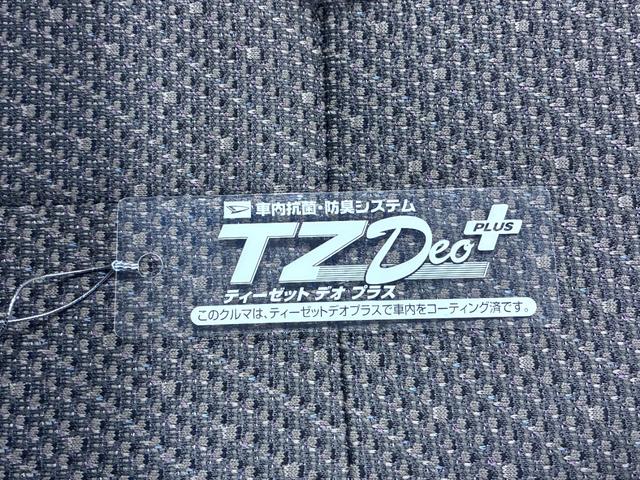 車内抗菌・防臭システム
TZ Deo PLUS
ティーゼット デオ プラス
このクルマは、ティーゼットデオプラスで車内をコーティング済です。